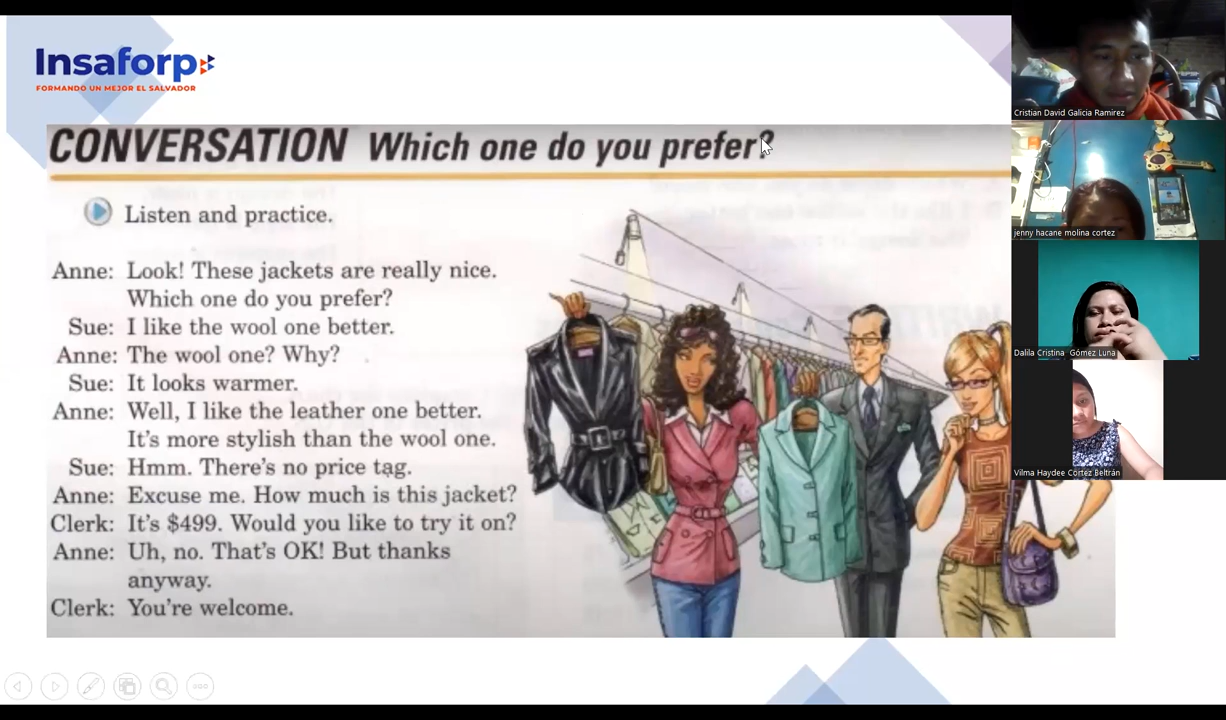 Insaforp
FORMANDO UN MEJOR EL SALVADOR
CONVERSATION Which one do you prefer?
Listen and practice.
Anne: Look! These jackets are really nice.
Which one do you prefer?
Sue: I like the wool one better.
Anne: The wool one? Why?
Sue: It looks warmer.
Anne: Well, I like the leather one better.
It's more stylish than the wool one.
Sue: Hmm. There's no price tag.
Anne: Excuse me. How much is this jacket?
Clerk: It's $499. Would you like to try it on?
Anne: Uh, no. That's OK! But thanks
anyway.
Clerk: You're welcome.
Cristian David Galicia Ramirez
jenny hacane molina cortez
Dalila Cristina Gómez Luna
Vilma Haydee Cortez Beltrán